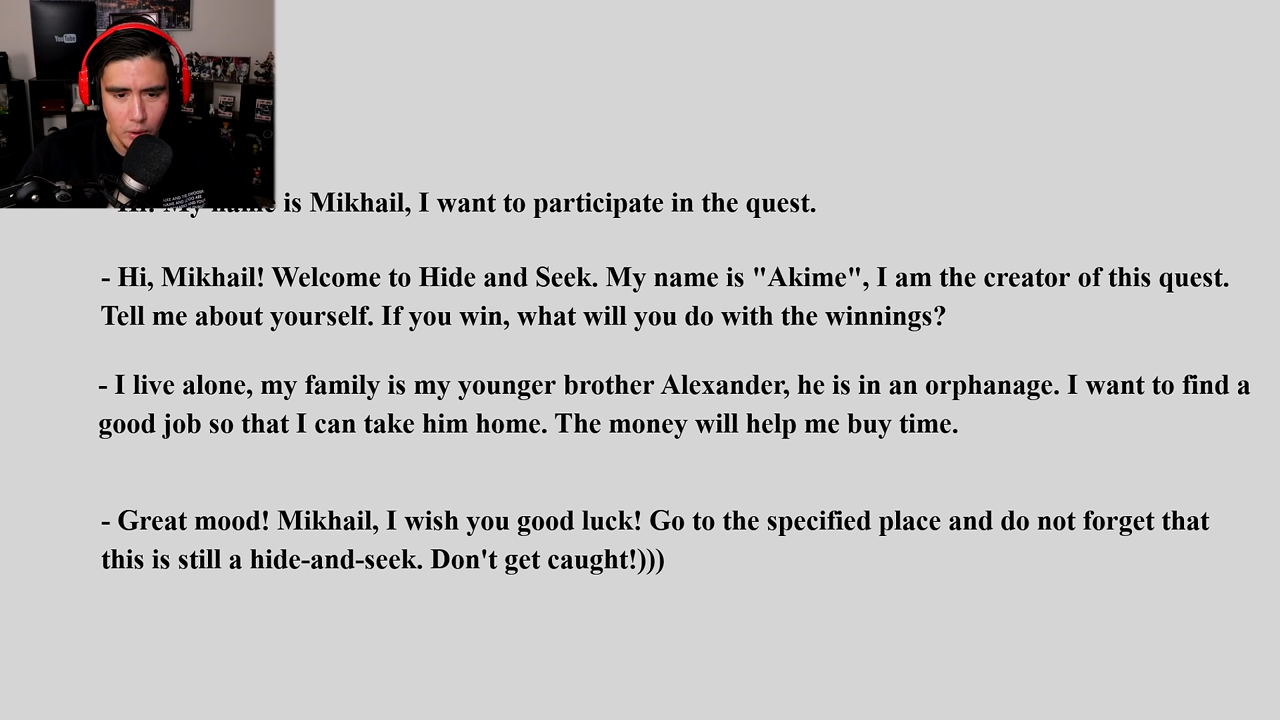 YouTube
Hi! My name is Mikhail, I want to participate in the quest.
- Hi, Mikhail! Welcome to Hide and Seek. My name is "Akime", I am the creator of this quest.
Tell me about yourself. If you win, what will you do with the winnings?
- I live alone, my family is my younger brother Alexander, he is in an orphanage. I want to find a
good job so that I can take him home. The money will help me buy time.
- Great mood! Mikhail, I wish you good luck! Go to the specified place and do not forget that
this is still a hide-and-seek. Don't get caught!)))